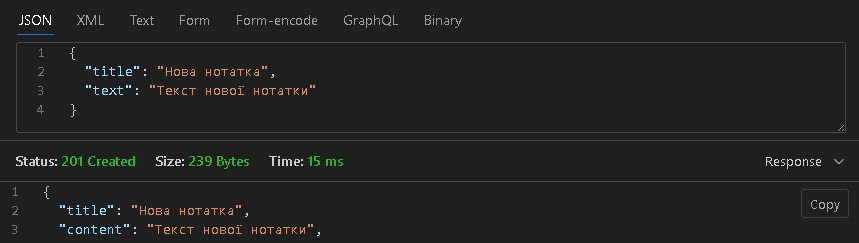 JSON XML Text Form Form-encode GraphQL Binary
1 {
2 "title": "Нова нотатка",
3 "text": "Текст нової нотатки"
4 }
Status: 201 Created Size: 239 Bytes Time: 15 ms Response
1 {
Copy
2 "title": "Нова нотатка",
3 "content": "Текст нової нотатки",